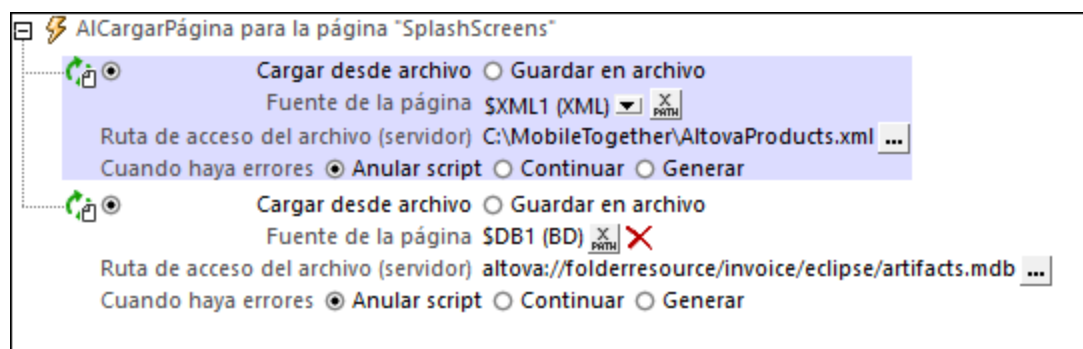 AlCargarPágina para la página "SplashScreens"
Cargar desde archivo Guardar en archivo
Fuente de la página $XML1 (XML) X PATH
Ruta de acceso del archivo (servidor) C:\MobileTogether\AltovaProducts.xml ...
Cuando haya errores Anular script Continuar Generar
Cargar desde archivo Guardar en archivo
Fuente de la página $DB1 (BD) X PATH
Ruta de acceso del archivo (servidor) altova://folderresource/invoice/eclipse/artifacts.mdb ...
Cuando haya errores Anular script Continuar Generar